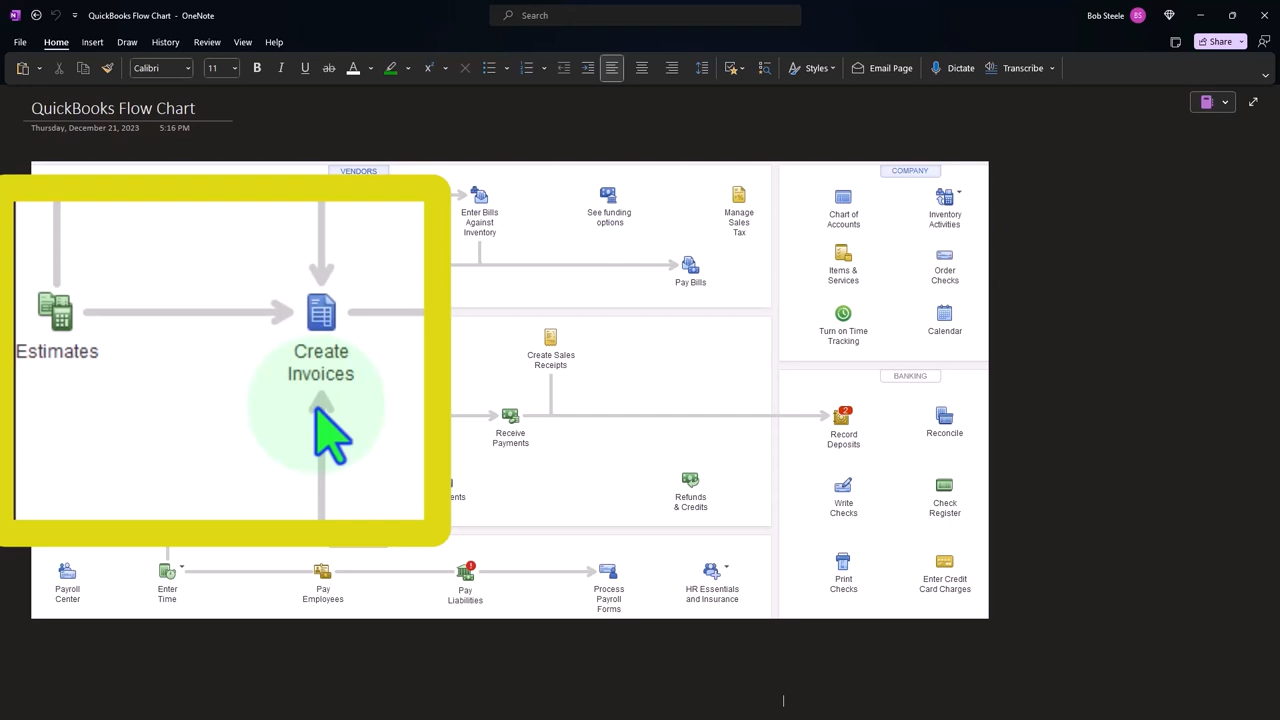 QuickBooks Flow Chart - OneNote
Search
Bob Steele
BS
File
Home
Insert
Draw
History
Review
View
Help
Share
Calibri
11
B
I
U
ab
A
Styles
Email Page
Dictate
Transcribe
QuickBooks Flow Chart
Thursday, December 21, 2023
5:16 PM
VENDORS
Enter Bills
Against
Inventory
See funding
options
Manage
Sales
Tax
Pay Bills
COMPANY
Chart of
Accounts
Inventory
Activities
Items &
Services
Order
Checks
Turn on Time
Tracking
Calendar
Estimates
Create
Invoices
Create Sales
Receipts
Receive
Payments
Refunds
& Credits
BANKING
2
Record
Deposits
Reconcile
Write
Checks
Check
Register
Print
Checks
Enter Credit
Card Charges
Payroll
Center
Enter
Time
Pay
Employees
Pay
Liabilities
Process
Payroll
Forms
HR Essentials
and Insurance